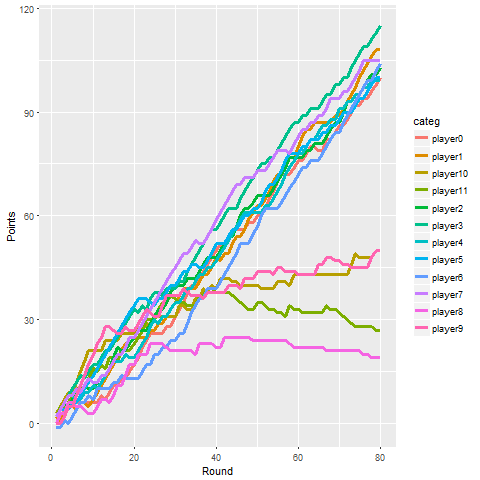 120
90
60
30
0
Points
0
20
40
60
80
Round
categ
player0
player1
player10
player11
player2
player3
player4
player5
player6
player7
player8
player9